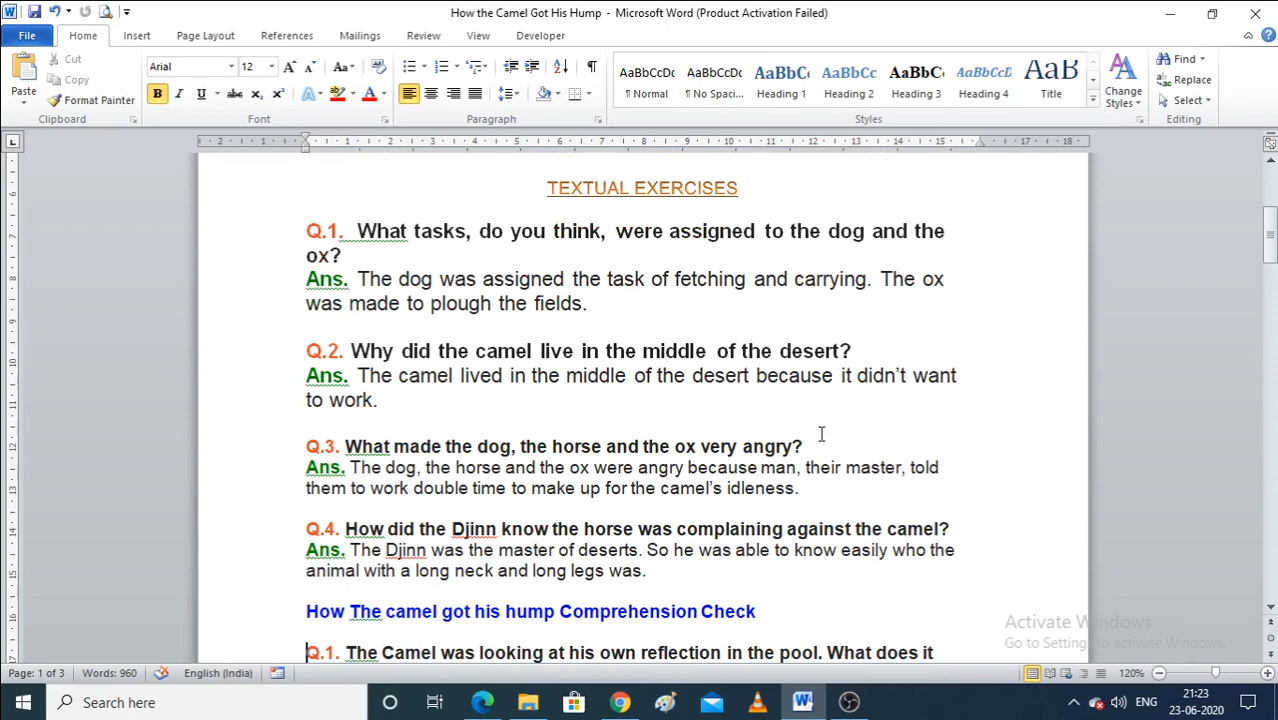 How the Camel Got His Hump - Microsoft Word (Product Activation Failed)
File Home Insert Page Layout References Mailings Review View Developer
Cut
Copy
Paste
Format Painter
Clipboard
Arial 12
Font
Paragraph
AaBbCcDc AaBbCcDc AaBbCc AaBbCc AaBbC AaBbCcD AaB
¶ Normal ¶ No Spaci... Heading 1 Heading 2 Heading 3 Heading 4 Title
Change Styles
Styles
Find
Replace
Select
Editing
TEXTUAL EXERCISES
Q.1. What tasks, do you think, were assigned to the dog and the
ox?
Ans. The dog was assigned the task of fetching and carrying. The ox
was made to plough the fields.
Q.2. Why did the camel live in the middle of the desert?
Ans. The camel lived in the middle of the desert because it didn’t want
to work.
Q.3. What made the dog, the horse and the ox very angry?
Ans. The dog, the horse and the ox were angry because man, their master, told
them to work double time to make up for the camel’s idleness.
Q.4. How did the Djinn know the horse was complaining against the camel?
Ans. The Djinn was the master of deserts. So he was able to know easily who the
animal with a long neck and long legs was.
How The camel got his hump Comprehension Check
Q.1. The Camel was looking at his own reflection in the pool. What does it
Activate Windows
Go to Settings to activate Windows.
Page: 1 of 3 Words: 960 English (India) 120%
Type here to search
Search here
ENG
21:23
23-06-2020